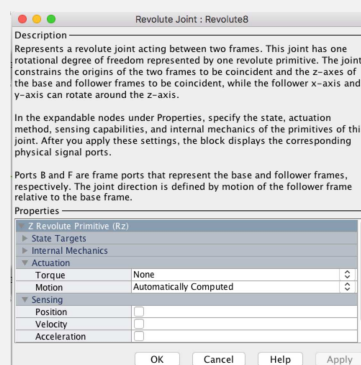 Revolute Joint : Revolute8
Description
Represents a revolute joint acting between two frames. This joint has one
rotational degree of freedom represented by one revolute primitive. The joint
constrains the origins of the two frames to be coincident and the z-axes of
the base and follower frames to be coincident, while the follower x-axis and
y-axis can rotate around the z-axis.
In the expandable nodes under Properties, specify the state, actuation
method, sensing capabilities, and internal mechanics of the primitives of thi
joint. After you apply these settings, the block displays the corresponding
physical signal ports.
Ports B and F are frame ports that represent the base and follower frames,
respectively. The joint direction is defined by motion of the follower frame
relative to the base frame.
Properties
Z Revolute Primitive (Rz)
State Targets
Internal Mechanics
Actuation
Torque None
Motion Automatically Computed
Sensing
Position
Velocity
Acceleration
OK Cancel Help Apply